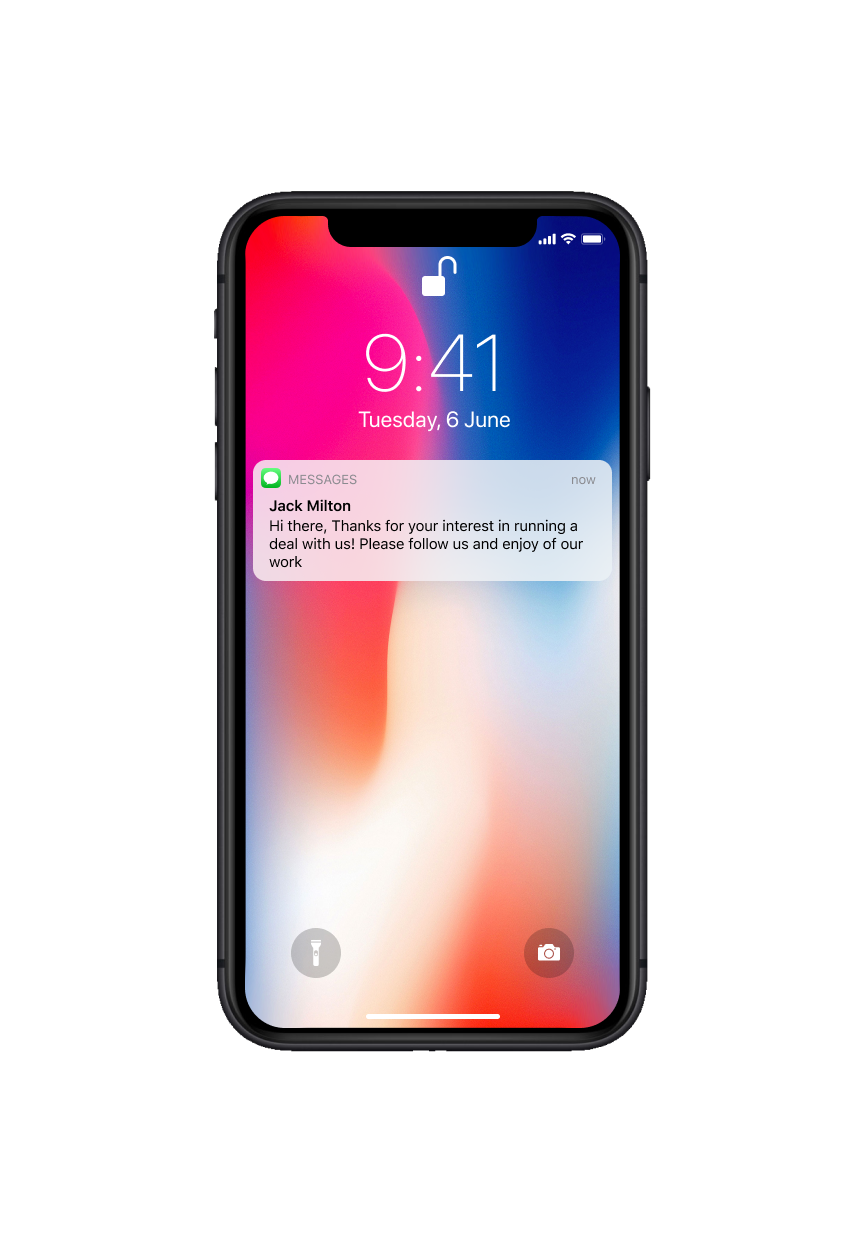 9:41
Tuesday, 6 June
MESSAGES now
Jack Milton
Hi there, Thanks for your interest in running a
deal with us! Please follow us and enjoy of our
work